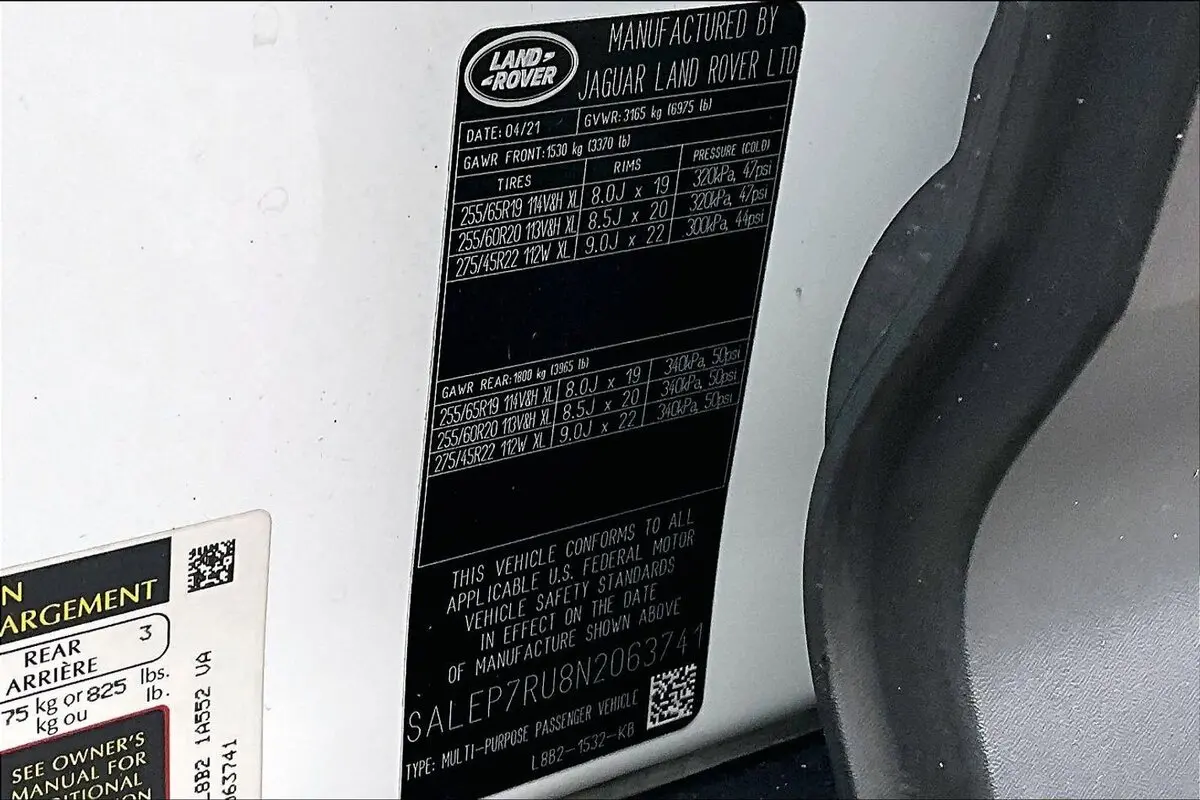 LAND-
-ROVER
MANUFACTURED BY
JAGUAR LAND ROVER LTD
DATE: 04/21 GVWR: 3165 kg (6975 lb)
GAWR FRONT: 1530 kg (3370 lb)
TIRES RIMS PRESSURE (COLD)
255/65R19 114V8H XL 8.0J x 19 320kPa, 47psi
255/60R20 113V8H XL 8.5J x 20 320kPa, 47psi
275/45R22 112W XL 9.0J x 22 300kPa, 44psi
GAWR REAR: 1800 kg (3965 lb)
255/65R19 114V8H XL 8.0J x 19 340kPa, 50psi
255/60R20 113V8H XL 8.5J x 20 340kPa, 50psi
275/45R22 112W XL 9.0J x 22 340kPa, 50psi
THIS VEHICLE CONFORMS TO ALL
APPLICABLE U.S. FEDERAL MOTOR
VEHICLE SAFETY STANDARDS
IN EFFECT ON THE DATE
OF MANUFACTURE SHOWN ABOVE
SALEP7RU8N2063741
TYPE: MULTI-PURPOSE PASSENGER VEHICLE
L8B2-1532-KB
N
ARGEMENT
REAR 3
ARRIÈRE
75 kg or 825 lbs.
kg ou lb.
SEE OWNER'S
MANUAL FOR
DITIONAL
L8B2 1A552 UA
063741